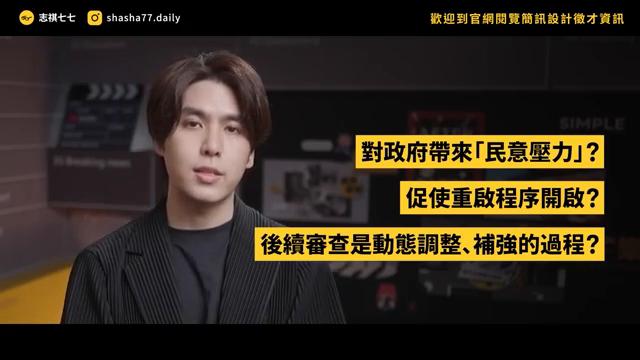 志祺七七
shasha77.daily
歡迎到官網閱覽簡訊設計徵才資訊
SIMPLE
對政府帶來「民意壓力」?
促使重啟程序開啟?
後續審查是動態調整、補強的過程?